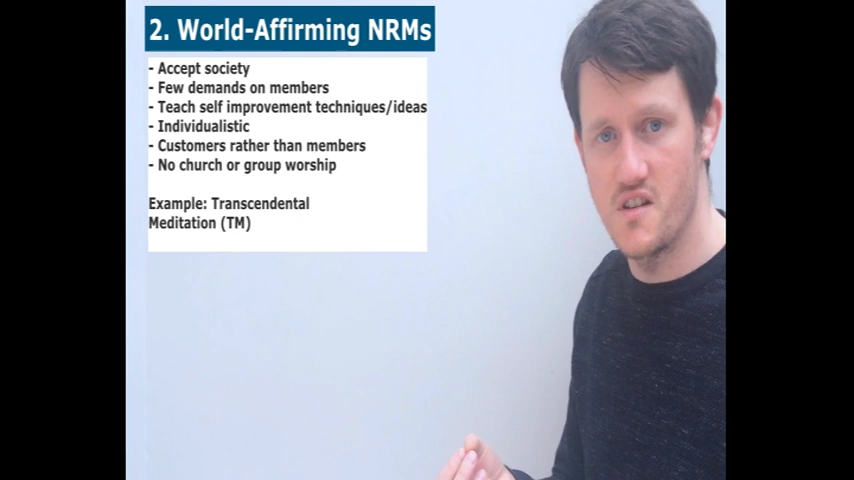 2. World-Affirming NRMs
- Accept society
- Few demands on members
- Teach self improvement techniques/ideas
- Individualistic
- Customers rather than members
- No church or group worship
Example: Transcendental
Meditation (TM)